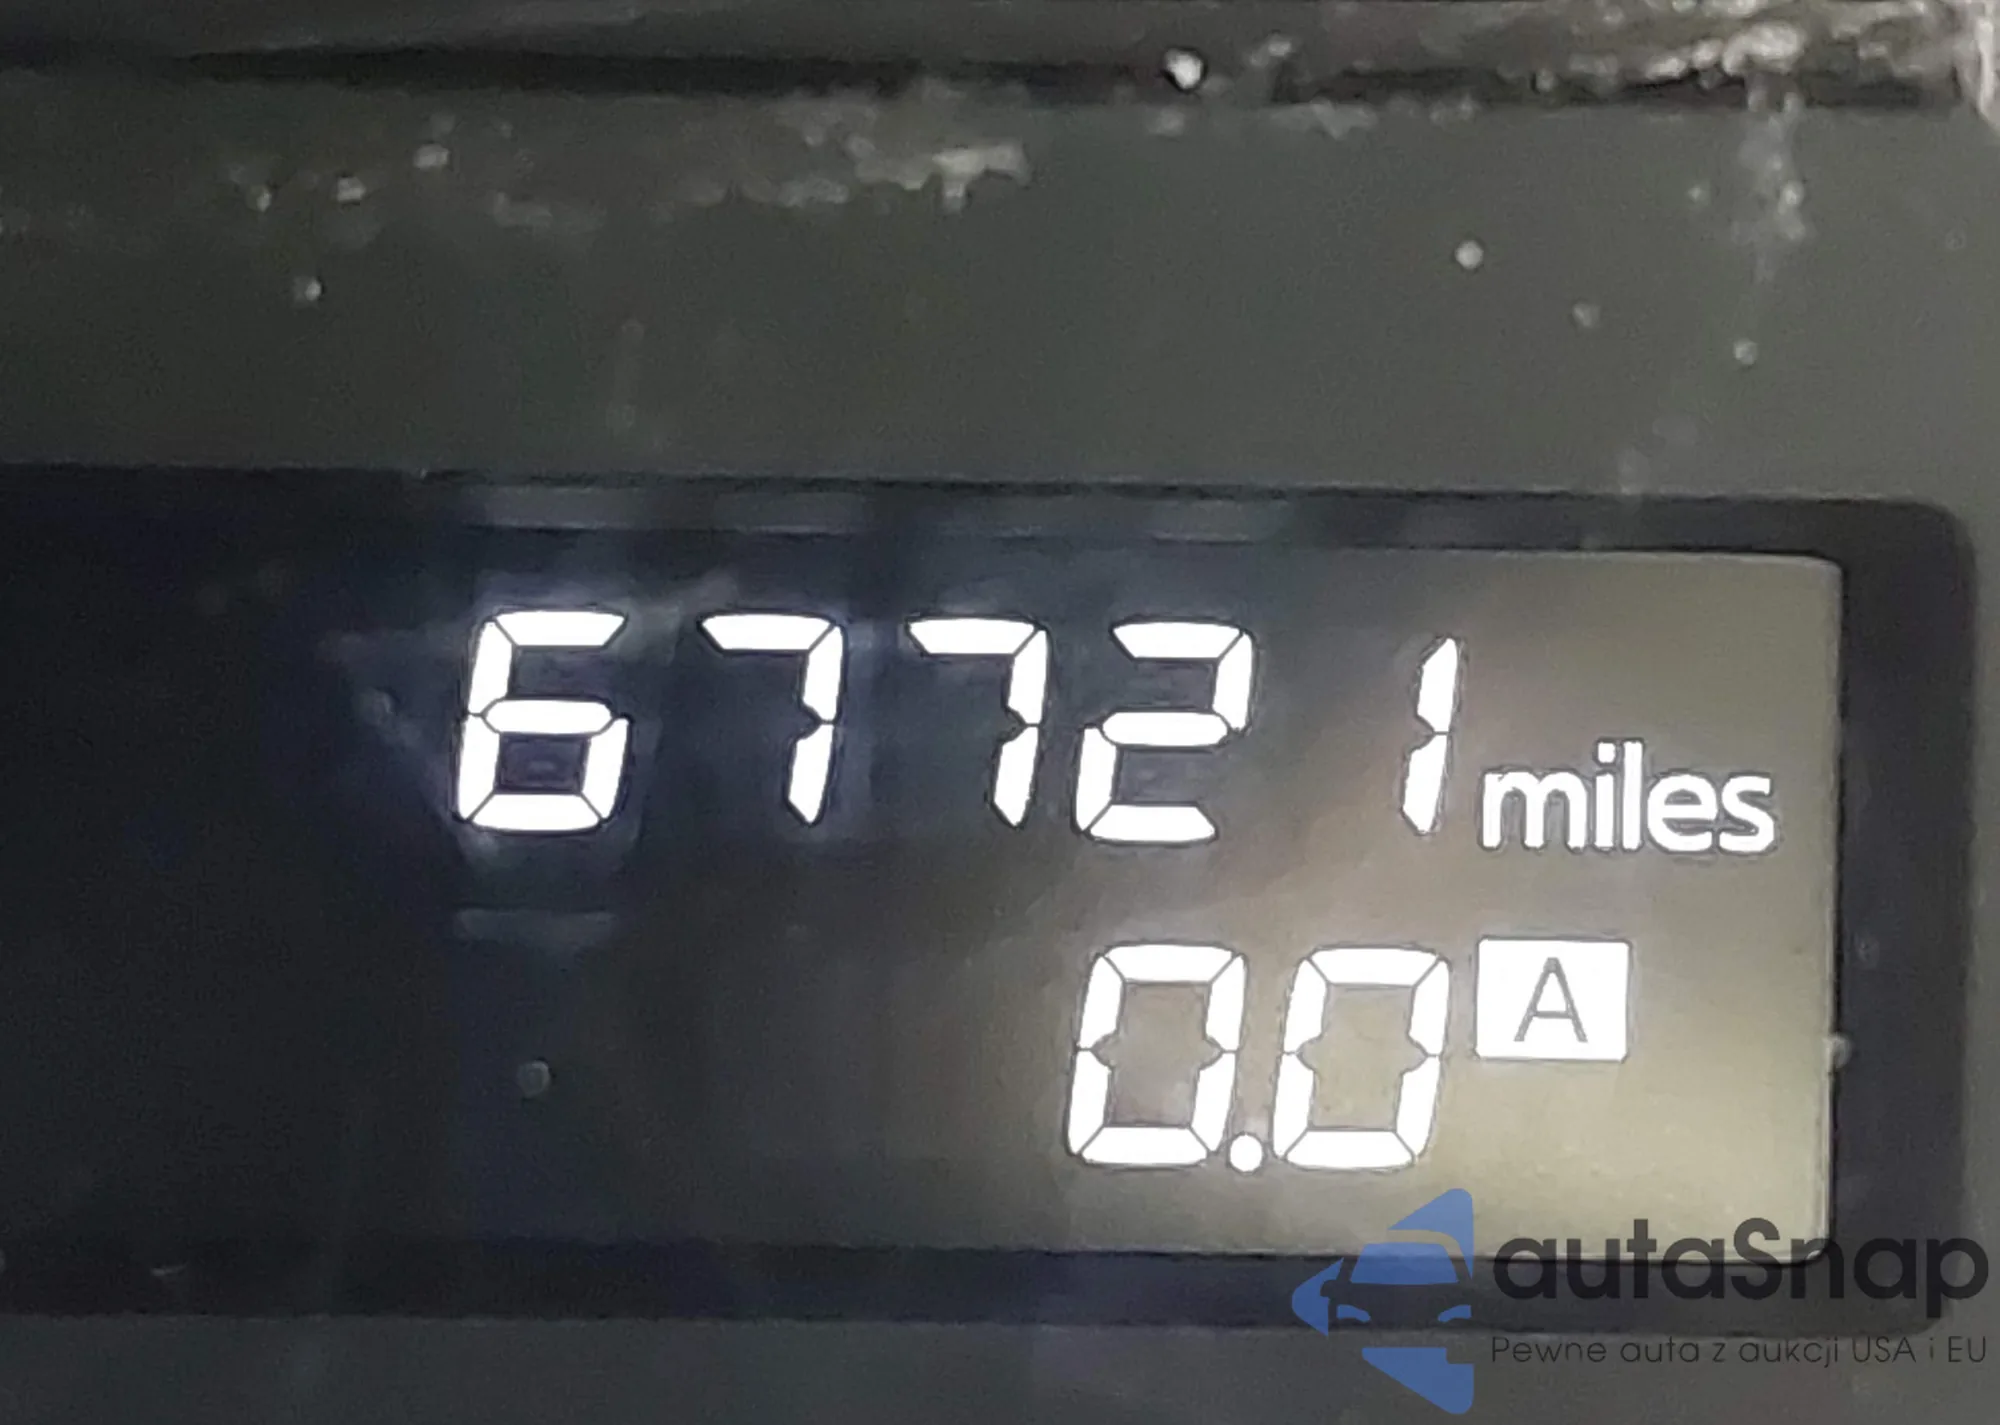 67721 miles
0.0 A
autaSnap
Pewne auta z aukcji USA i EU